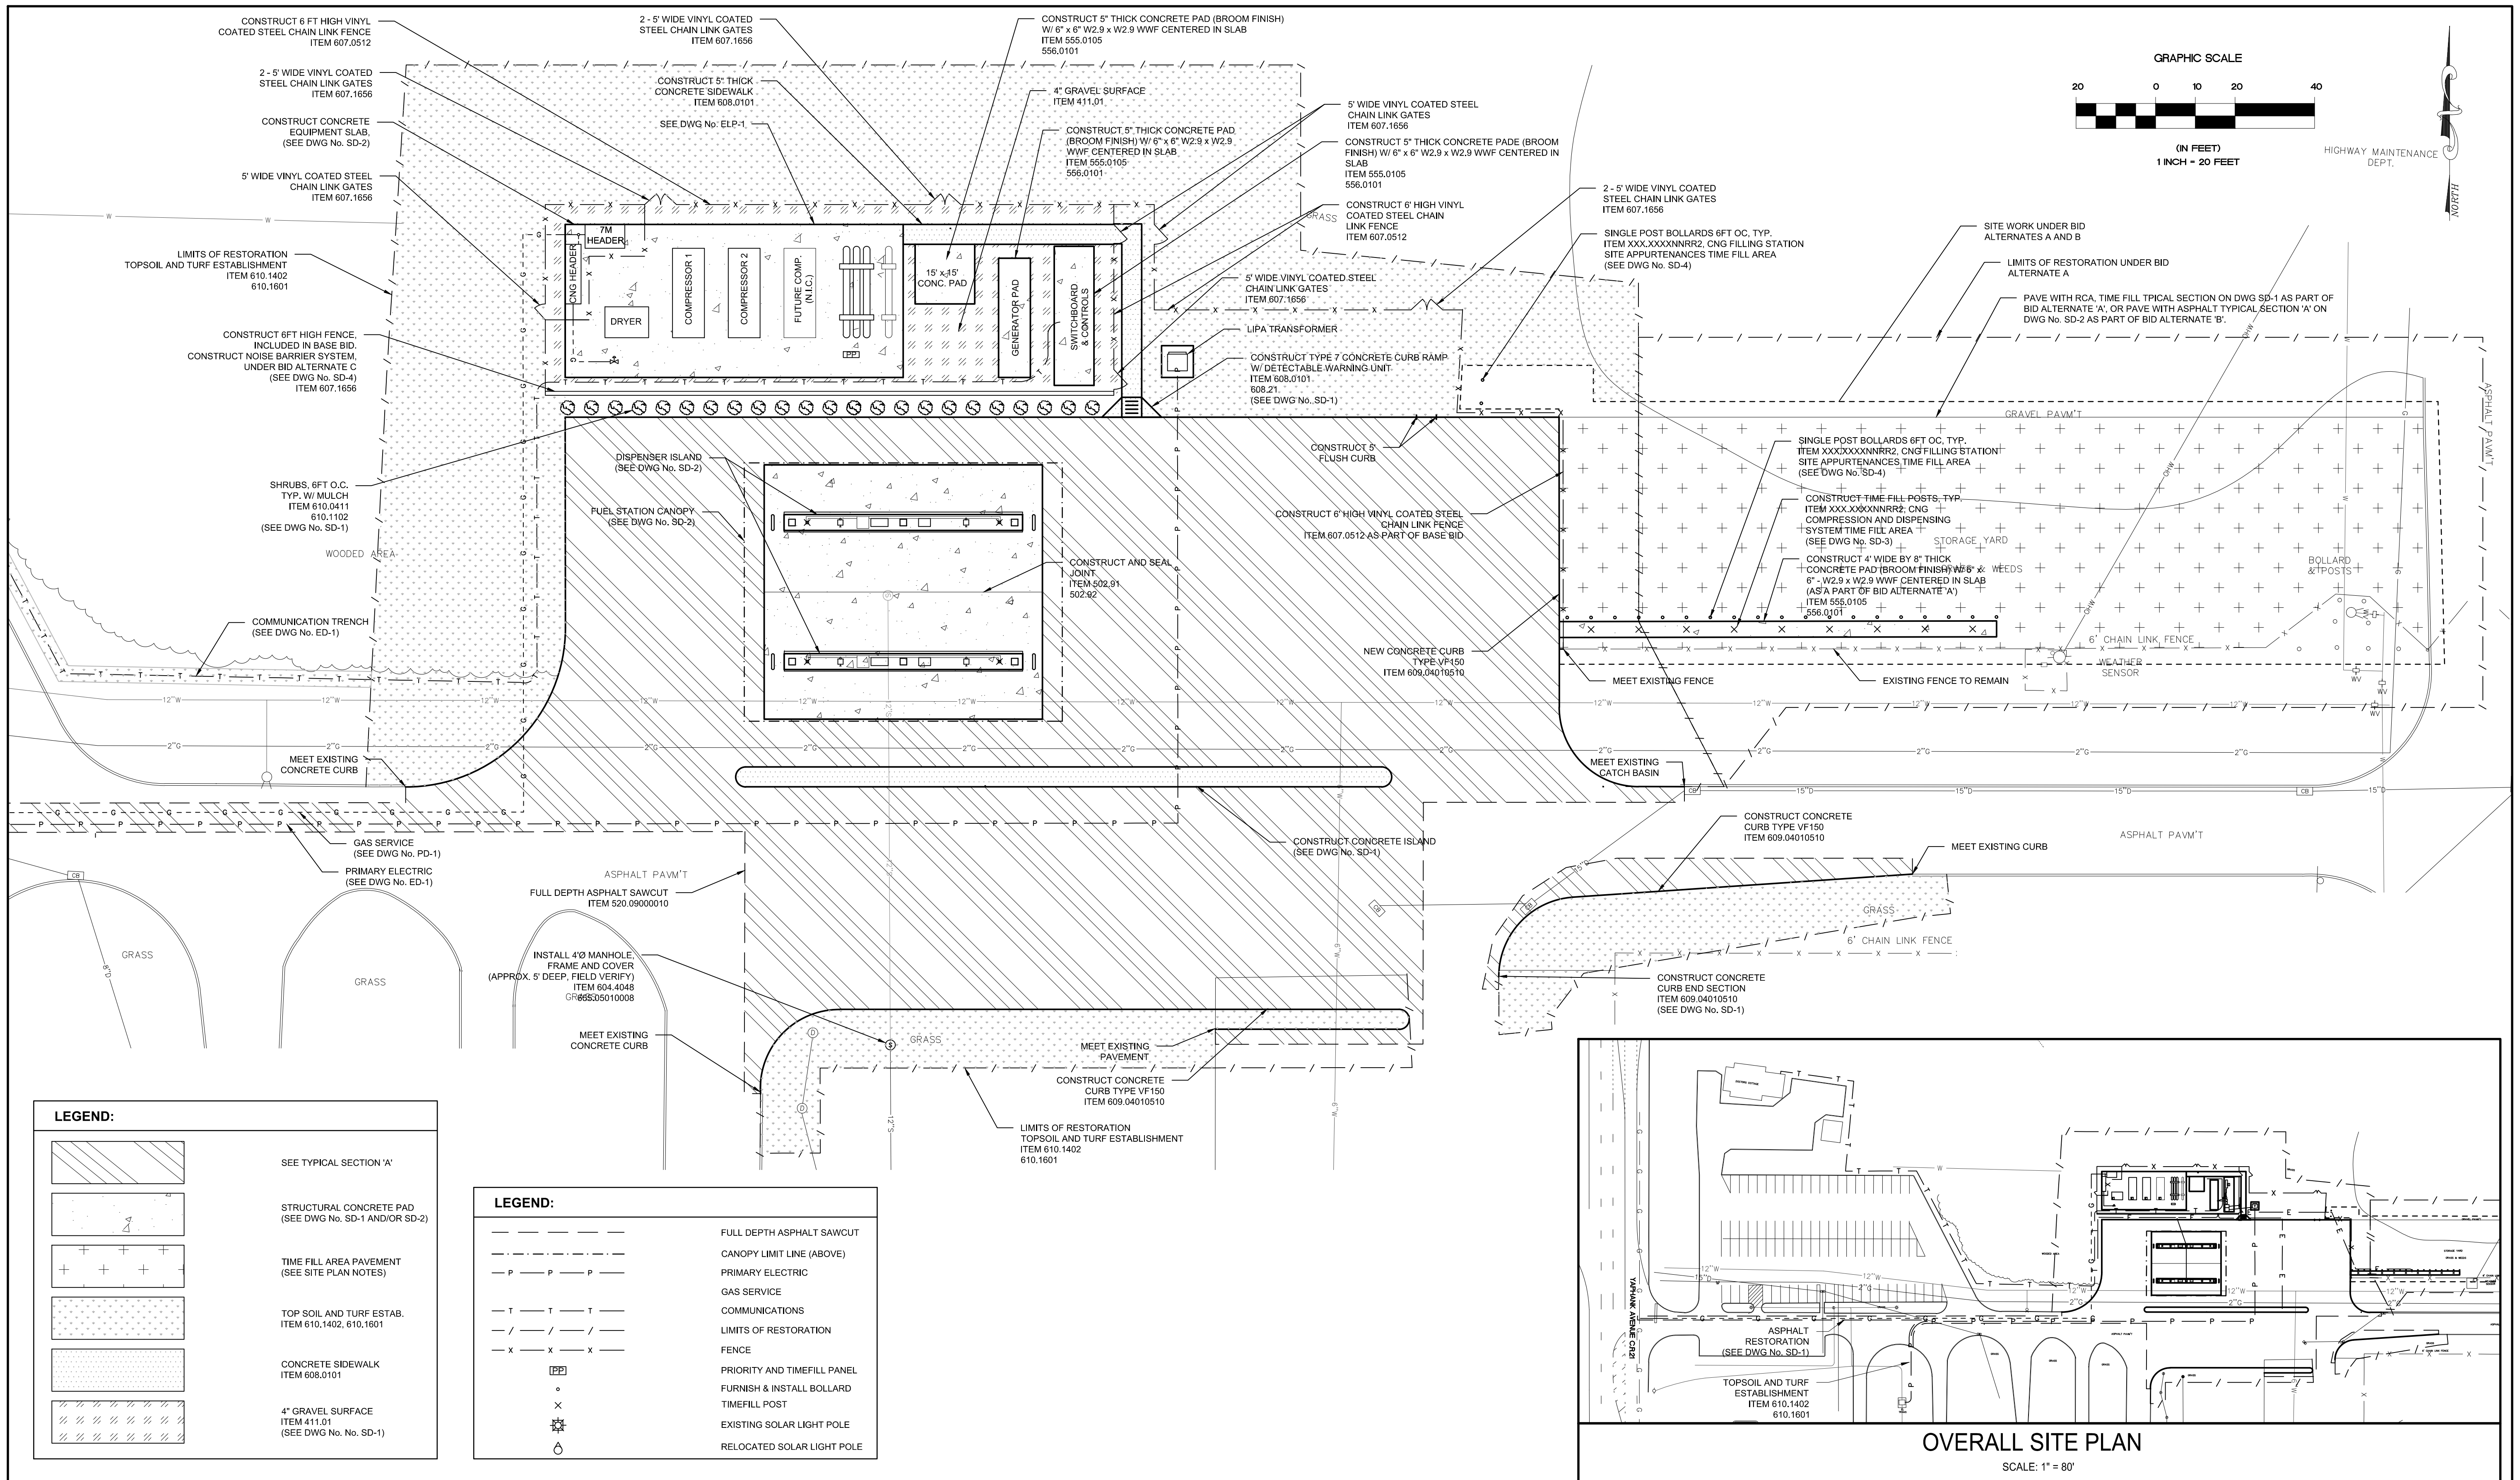 CONSTRUCT 6 FT HIGH VINYL
COATED STEEL CHAIN LINK FENCE
ITEM 607.0512
2 - 5' WIDE VINYL COATED
STEEL CHAIN LINK GATES
ITEM 607.1656
CONSTRUCT CONCRETE
EQUIPMENT SLAB,
(SEE DWG No. SD-2)
5' WIDE VINYL COATED STEEL
CHAIN LINK GATES
ITEM 607.1656
LIMITS OF RESTORATION
TOPSOIL AND TURF ESTABLISHMENT
ITEM 610.1402
610.1601
CONSTRUCT 6FT HIGH FENCE,
INCLUDED IN BASE BID.
CONSTRUCT NOISE BARRIER SYSTEM,
UNDER BID ALTERNATE C
(SEE DWG No. SD-4)
ITEM 607.1656
SHRUBS, 6FT O.C.
TYP. W/ MULCH
ITEM 610.0411
610.1102
(SEE DWG No. SD-1)
WOODED AREA
COMMUNICATION TRENCH
(SEE DWG No. ED-1)
MEET EXISTING
CONCRETE CURB
GAS SERVICE
(SEE DWG No. PD-1)
PRIMARY ELECTRIC
(SEE DWG No. ED-1)
2 - 5' WIDE VINYL COATED
STEEL CHAIN LINK GATES
ITEM 607.1656
CONSTRUCT 5" THICK
CONCRETE SIDEWALK
ITEM 608.0101
SEE DWG No. ELP-1
CONSTRUCT 5" THICK CONCRETE PAD (BROOM FINISH)
W/ 6" x 6" W2.9 x W2.9 WWF CENTERED IN SLAB
ITEM 555.0105
556.0101
4" GRAVEL SURFACE
ITEM 411.01
CONSTRUCT 5" THICK CONCRETE PAD
(BROOM FINISH) W/ 6" x 6" W2.9 x W2.9
WWF CENTERED IN SLAB
ITEM 555.0105
556.0101
5' WIDE VINYL COATED STEEL
CHAIN LINK GATES
ITEM 607.1656
CONSTRUCT 5" THICK CONCRETE PADE (BROOM
FINISH) W/ 6" x 6" W2.9 x W2.9 WWF CENTERED IN
SLAB
ITEM 555.0105
556.0101
CONSTRUCT 6' HIGH VINYL
COATED STEEL CHAIN
LINK FENCE
ITEM 607.0512
GRASS
5' WIDE VINYL COATED STEEL
CHAIN LINK GATES
ITEM 607.1656
LIPA TRANSFORMER
CONSTRUCT TYPE 7 CONCRETE CURB RAMP
W/ DETECTABLE WARNING UNIT
ITEM 608.0101
608.21
(SEE DWG No. SD-1)
7M
HEADER
CNG HEADER
DRYER
COMPRESSOR 1
COMPRESSOR 2
FUTURE COMP.
(N.I.C.)
PP
15' x 15'
CONC. PAD
GENERATOR PAD
SWITCHBOARD
& CONTROLS
2 - 5' WIDE VINYL COATED
STEEL CHAIN LINK GATES
ITEM 607.1656
SINGLE POST BOLLARDS 6FT OC, TYP.
ITEM XXX.XXXXNNRR2, CNG FILLING STATION
SITE APPURTENANCES TIME FILL AREA
(SEE DWG No. SD-4)
GRAPHIC SCALE
20 0 10 20 40
(IN FEET)
1 INCH = 20 FEET
HIGHWAY MAINTENANCE
DEPT.
NORTH
SITE WORK UNDER BID
ALTERNATES A AND B
LIMITS OF RESTORATION UNDER BID
ALTERNATE A
PAVE WITH RCA, TIME FILL TPICAL SECTION ON DWG SD-1 AS PART OF
BID ALTERNATE 'A', OR PAVE WITH ASPHALT TYPICAL SECTION 'A' ON
DWG No. SD-2 AS PART OF BID ALTERNATE 'B'.
ASPHALT PAVM'T
GRAVEL PAVM'T
OHW
DISPENSER ISLAND
(SEE DWG No. SD-2)
FUEL STATION CANOPY
(SEE DWG No. SD-2)
CONSTRUCT AND SEAL
JOINT
ITEM 502.91
502.92
CONSTRUCT 5'
FLUSH CURB
CONSTRUCT 6' HIGH VINYL COATED STEEL
CHAIN LINK FENCE
ITEM 607.0512 AS PART OF BASE BID
NEW CONCRETE CURB
TYPE VF150
ITEM 609.04010510
SINGLE POST BOLLARDS 6FT OC, TYP.
ITEM XXX.XXXXNNRR2, CNG FILLING STATION
SITE APPURTENANCES TIME FILL AREA
(SEE DWG No. SD-4)
CONSTRUCT TIME FILL POSTS, TYP.
ITEM XXX.XXXXNNRR2, CNG
COMPRESSION AND DISPENSING
SYSTEM TIME FILL AREA
(SEE DWG No. SD-3)
STORAGE YARD
CONSTRUCT 4' WIDE BY 8" THICK
CONCRETE PAD (BROOM FINISH) W/ 6" x
6" - W2.9 x W2.9 WWF CENTERED IN SLAB
(AS A PART OF BID ALTERNATE 'A')
ITEM 555.0105
556.0101
& WEEDS
BOLLARD
& POSTS
6' CHAIN LINK FENCE
WEATHER
SENSOR
WV
WV
WV
MEET EXISTING FENCE
EXISTING FENCE TO REMAIN
12"W
2"G
MEET EXISTING
CATCH BASIN
CB
15"D
CB
15"D
ASPHALT PAVM'T
CONSTRUCT CONCRETE
CURB TYPE VF150
ITEM 609.04010510
MEET EXISTING CURB
GRASS
6' CHAIN LINK FENCE
CONSTRUCT CONCRETE
CURB END SECTION
ITEM 609.04010510
(SEE DWG No. SD-1)
CONSTRUCT CONCRETE ISLAND
(SEE DWG No. SD-1)
ASPHALT PAVM'T
FULL DEPTH ASPHALT SAWCUT
ITEM 520.09000010
CB
GRASS
8"D
GRASS
INSTALL 4'Ø MANHOLE,
FRAME AND COVER
(APPROX. 5' DEEP, FIELD VERIFY)
ITEM 604.4048
655.05010008
MEET EXISTING
CONCRETE CURB
GRASS
12"S
6"W
MEET EXISTING
PAVEMENT
CONSTRUCT CONCRETE
CURB TYPE VF150
ITEM 609.04010510
LIMITS OF RESTORATION
TOPSOIL AND TURF ESTABLISHMENT
ITEM 610.1402
610.1601
LEGEND:
SEE TYPICAL SECTION 'A'
STRUCTURAL CONCRETE PAD
(SEE DWG No. SD-1 AND/OR SD-2)
TIME FILL AREA PAVEMENT
(SEE SITE PLAN NOTES)
TOP SOIL AND TURF ESTAB.
ITEM 610.1402, 610.1601
CONCRETE SIDEWALK
ITEM 608.0101
4" GRAVEL SURFACE
ITEM 411.01
(SEE DWG No. No. SD-1)
LEGEND:
FULL DEPTH ASPHALT SAWCUT
CANOPY LIMIT LINE (ABOVE)
P P P PRIMARY ELECTRIC
GAS SERVICE
T T T COMMUNICATIONS
LIMITS OF RESTORATION
X X X FENCE
PP PRIORITY AND TIMEFILL PANEL
FURNISH & INSTALL BOLLARD
TIMEFILL POST
EXISTING SOLAR LIGHT POLE
RELOCATED SOLAR LIGHT POLE
YAPHANK AVENUE CR21
12"W
15"D
2"G
ASPHALT
RESTORATION
(SEE DWG No. SD-1)
TOPSOIL AND TURF
ESTABLISHMENT
ITEM 610.1402
610.1601
OVERALL SITE PLAN
SCALE: 1" = 80'